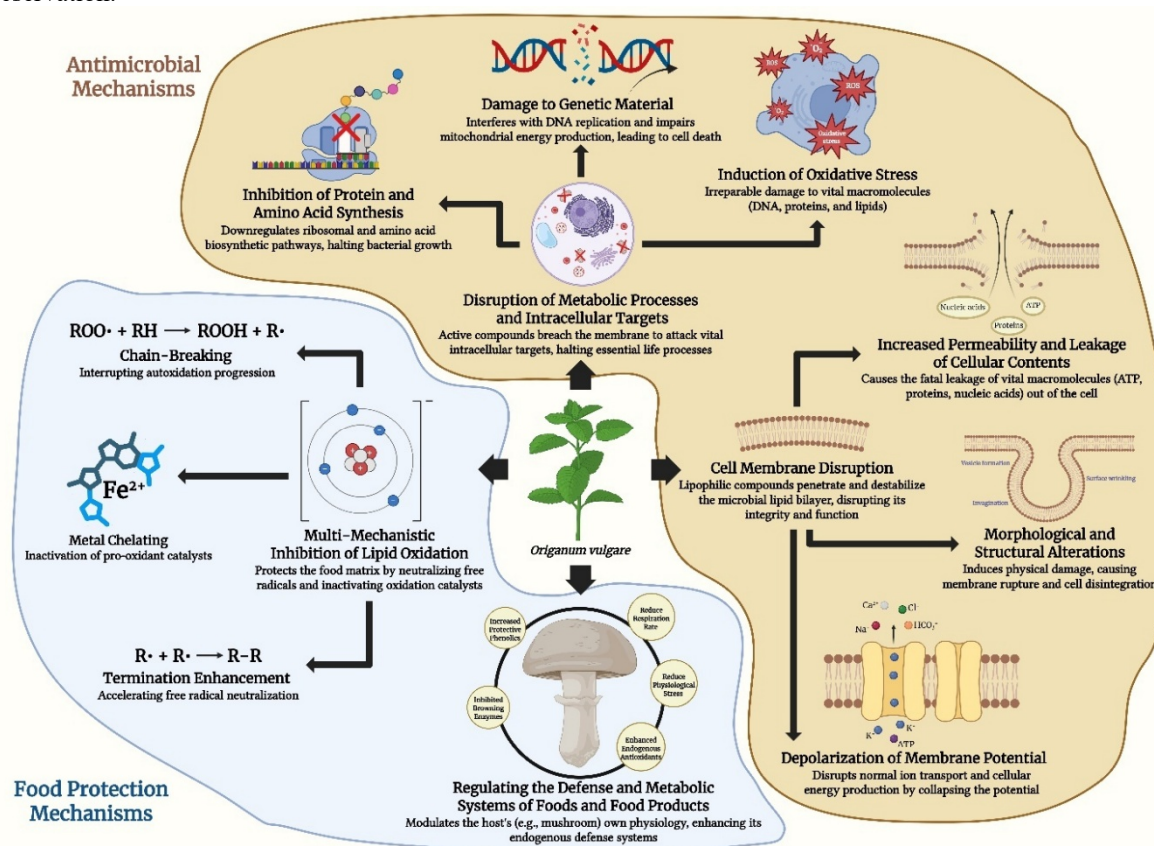 Antimicrobial
Mechanisms
Damage to Genetic Material
Interferes with DNA replication and impairs
mitochondrial energy production, leading to cell death
ROS
O₂
ROS
O₂
Oxidative
stress
Induction of Oxidative Stress
Irreparable damage to vital macromolecules
(DNA, proteins, and lipids)
Inhibition of Protein and
Amino Acid Synthesis
Downregulates ribosomal and amino acid
biosynthetic pathways, halting bacterial growth
Disruption of Metabolic Processes
and Intracellular Targets
Active compounds breach the membrane to attack vital
intracellular targets, halting essential life processes
Nucleic acids
ATP
Proteins
Increased Permeability and Leakage
of Cellular Contents
Causes the fatal leakage of vital macromolecules (ATP,
proteins, nucleic acids) out of the cell
Cell Membrane Disruption
Lipophilic compounds penetrate and destabilize
the microbial lipid bilayer, disrupting its
integrity and function
Vesicle formation
Surface wrinkling
Invagination
Morphological and
Structural Alterations
Induces physical damage, causing
membrane rupture and cell disintegration
Ca²⁺
Cl⁻
Na⁺
K⁺
K⁺
ATP
Depolarization of Membrane Potential
Disrupts normal ion transport and cellular
energy production by collapsing the potential
ROO• + RH → ROOH + R•
Chain-Breaking
Interrupting autoxidation progression
Fe²⁺
Metal Chelating
Inactivation of pro-oxidant catalysts
Multi-Mechanistic
Inhibition of Lipid Oxidation
Protects the food matrix by neutralizing free
radicals and inactivating oxidation catalysts
R• + R• → R–R
Termination Enhancement
Accelerating free radical neutralization
Origanum vulgare
Increased
Protective
Phenolics
Reduce
Respiration
Rate
Reduce
Physiological
Stress
Inhibited
Browning
Enzymes
Enhanced
Endogenous
Antioxidants
Regulating the Defense and Metabolic
Systems of Foods and Food Products
Modulates the host's (e.g., mushroom) own physiology, enhancing its
endogenous defense systems
Food Protection
Mechanisms